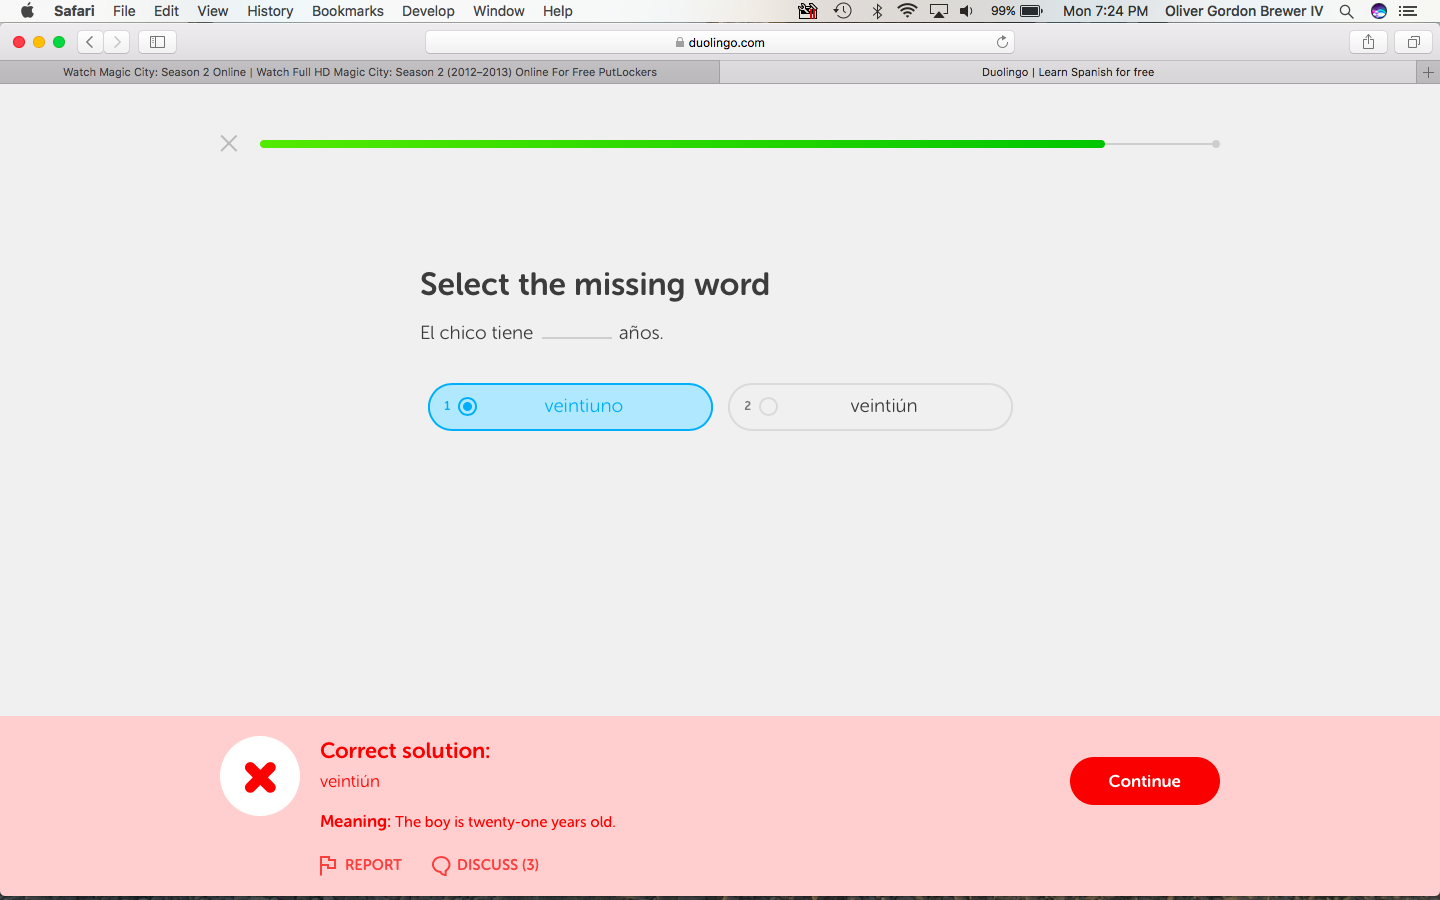 Safari File Edit View History Bookmarks Develop Window Help 99% Mon 7:24 PM Oliver Gordon Brewer IV
duolingo.com
Watch Magic City: Season 2 Online | Watch Full HD Magic City: Season 2 (2012–2013) Online For Free PutLockers
Duolingo | Learn Spanish for free
Select the missing word
El chico tiene ______ años.
1 veintiuno
2 veintiún
Correct solution:
veintiún
Meaning: The boy is twenty-one years old.
REPORT DISCUSS (3)
Continue